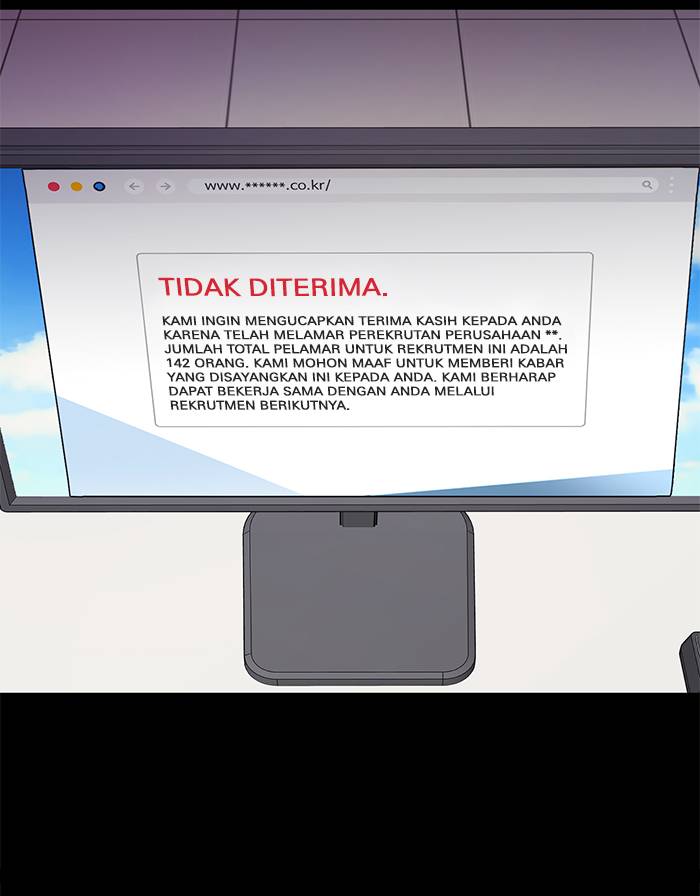 www.******.co.kr/
TIDAK DITERIMA.
KAMI INGIN MENGUCAPKAN TERIMA KASIH KEPADA ANDA
KARENA TELAH MELAMAR PEREKRUTAN PERUSAHAAN **.
JUMLAH TOTAL PELAMAR UNTUK REKRUTMEN INI ADALAH
142 ORANG. KAMI MOHON MAAF UNTUK MEMBERI KABAR
YANG DISAYANGKAN INI KEPADA ANDA. KAMI BERHARAP
DAPAT BEKERJA SAMA DENGAN ANDA MELALUI
REKRUTMEN BERIKUTNYA.